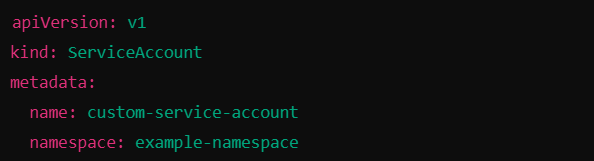 apiVersion: v1
kind: ServiceAccount
metadata:
  name: custom-service-account
  namespace: example-namespace